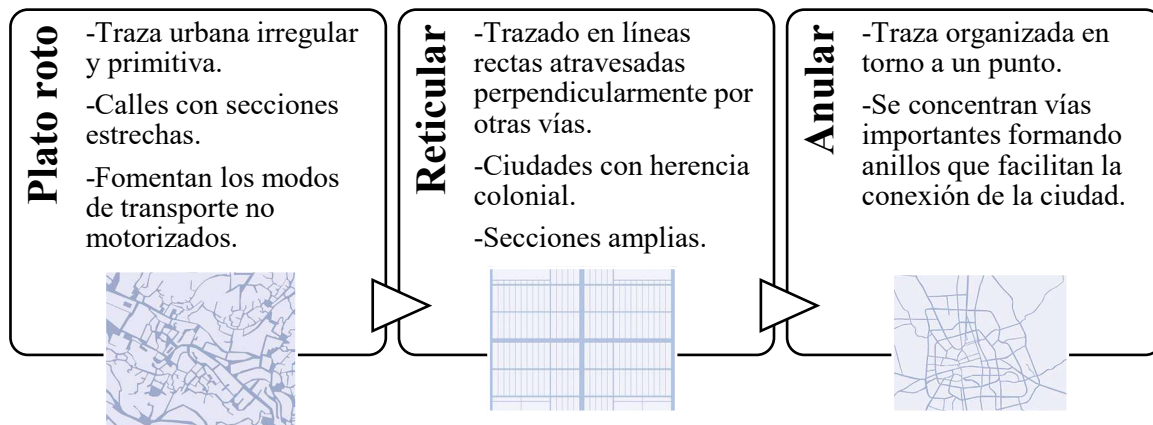 Plato roto
-Traza urbana irregular
y primitiva.
-Calles con secciones
estrechas.
-Fomentan los modos
de transporte no
motorizados.
Reticular
-Trazado en líneas
rectas atravesadas
perpendicularmente por
otras vías.
-Ciudades con herencia
colonial.
-Secciones amplias.
Anular
-Traza organizada en
torno a un punto.
-Se concentran vías
importantes formando
anillos que facilitan la
conexión de la ciudad.